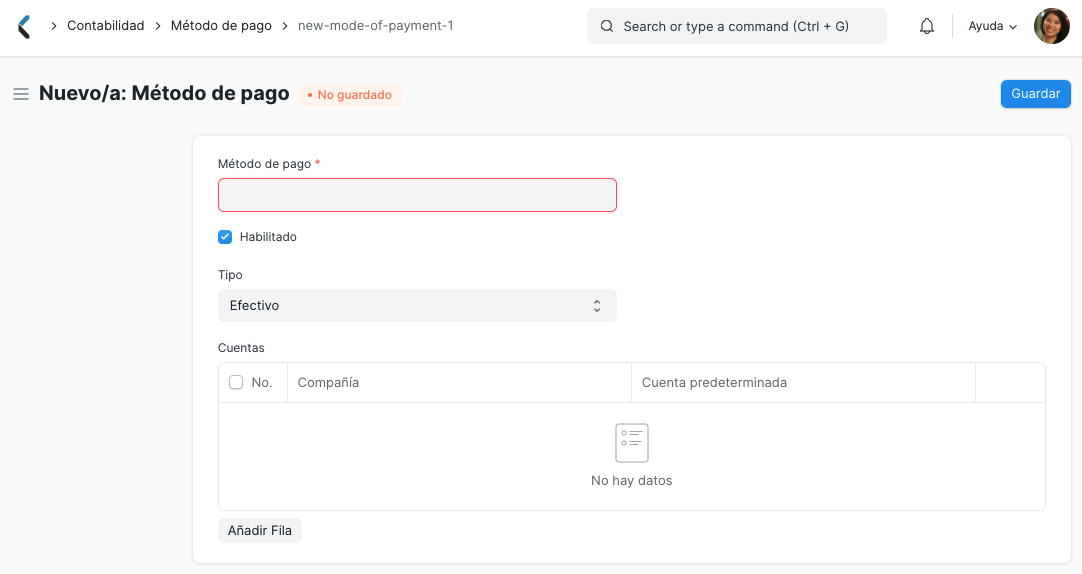 Contabilidad Método de pago new-mode-of-payment-1 Search or type a command (Ctrl + G) Ayuda
Nuevo/a: Método de pago • No guardado Guardar
Método de pago *
Habilitado
Tipo
Efectivo
Cuentas
No. Compañía Cuenta predeterminada
No hay datos
Añadir Fila